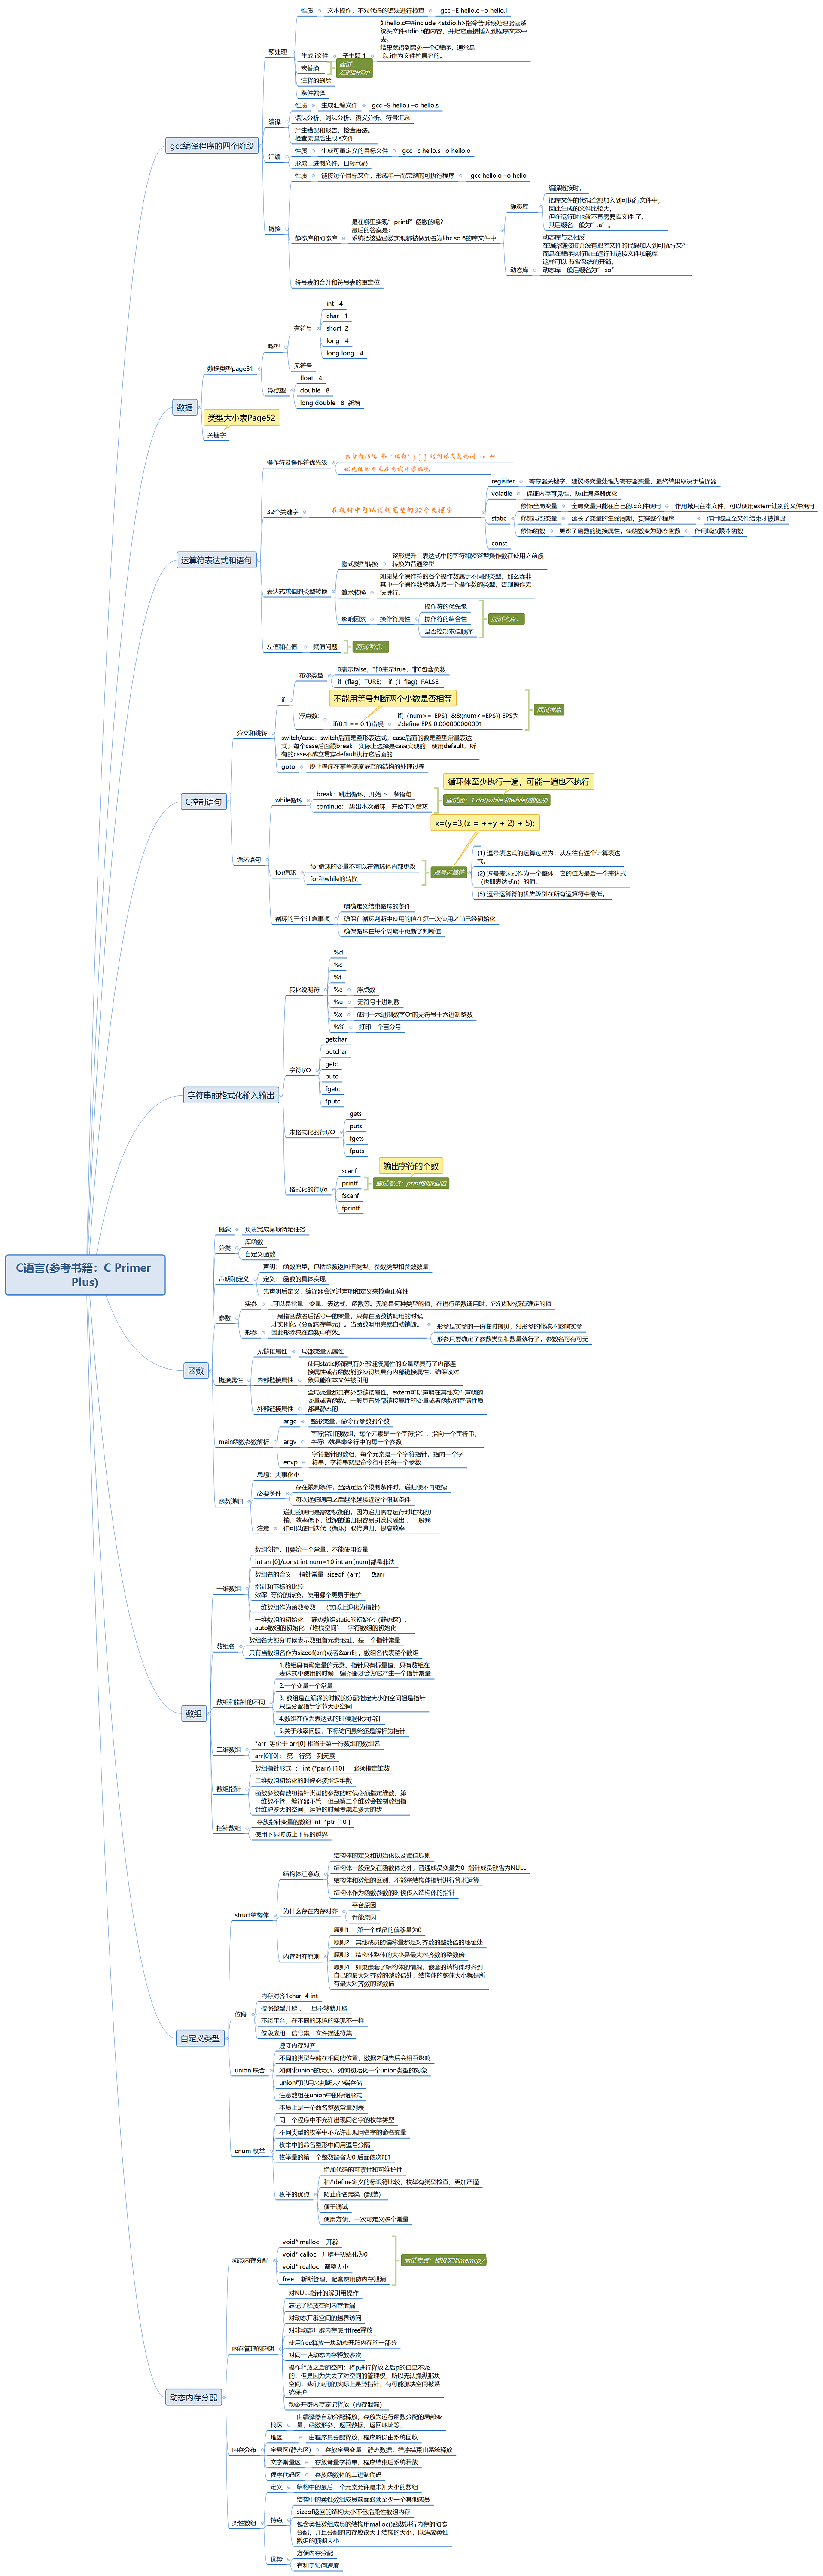 C语言(参考书籍：C Primer
Plus)
gcc编译程序的四个阶段
预处理
性质
文本操作，不对代码的语法进行检查
gcc –E hello.c –o hello.i
生成.i文件
子主题 1
如hello.c中#include <stdio.h>指令告诉预处理器读系
统头文件stdio.h的内容，并把它直接插入到程序文本中
去。
结果就得到另外一个C程序，通常是
以.i作为文件扩展名的。
宏替换
面试：
宏的副作用
注释的删除
条件编译
编译
性质
生成汇编文件
gcc –S hello.i –o hello.s
语法分析、词法分析、语义分析、符号汇总
产生错误和报告，检查语法。
检查无误后生成.s文件
汇编
性质
生成可重定义的目标文件
gcc –c hello.s –o hello.o
形成二进制文件，目标代码
链接
性质
链接每个目标文件，形成单一而完整的可执行程序
gcc hello.o –o hello
静态库和动态库
是在哪里实现”printf”函数的呢?
最后的答案是：
系统把这些函数实现都被做到名为libc.so.6的库文件中
静态库
编译链接时，
把库文件的代码全部加入到可执行文件中，
因此生成的文件比较大，
但在运行时也就不再需要库文件 了。
其后缀名一般为”.a”。
动态库
动态库与之相反
在编译链接时并没有把库文件的代码加入到可执行文件
而是在程序执行时由运行时链接文件加载库
这样可以 节省系统的开销。
动态库一般后缀名为”.so”
符号表的合并和符号表的重定位
数据
数据类型page51
整型
有符号
int 4
char 1
short 2
long 4
long long 4
无符号
浮点型
float 4
double 8
long double 8 新增
类型大小表Page52
关键字
运算符表达式和语句
操作符及操作符优先级
32个关键字
在教材中可以找到完整的32个关键字
regisiter
寄存器关键字，建议将变量处理为寄存器变量，最终结果取决于编译器
volatile
保证内存可见性，防止编译器优化
static
修饰全局变量
全局变量只能在自己的.c文件使用
作用域只在本文件，可以使用extern让别的文件使用
修饰局部变量
延长了变量的生命周期，贯穿整个程序
作用域直至文件结束才被销毁
修饰函数
更改了函数的链接属性，使函数变为静态函数
作用域仅限本函数
const
表达式求值的类型转换
隐式类型转换
整形提升：表达式中的字符和短整型操作数在使用之前被
转换为普通整型
算术转换
如果某个操作符的各个操作数属于不同的类型，那么除非
其中一个操作数转换为另一个操作数的类型，否则操作无
法进行。
影响因素
操作符属性
操作符的优先级
操作符的结合性
是否控制求值顺序
面试考点：
左值和右值
赋值问题
面试考点：
C控制语句
分支和跳转
if
布尔类型
0表示false，非0表示true，非0包含负数
if（flag）TURE; if（！flag）FALSE
浮点数:
不能用等号判断两个小数是否相等
if(0.1 == 0.1)错误
if(（num>=-EPS）&&(num<=EPS)) EPS为
#define EPS 0.000000000001
面试考点
switch/case：switch后面是整形表达式、case后面的数是整型常量表达
式；每个case后面跟break，实际上选择是case实现的；使用default、所
有的case不成立贯穿default执行它后面的
goto
终止程序在某些深度嵌套的结构的处理过程
循环语句
while循环
break：跳出循环，开始下一条语句
continue： 跳出本次循环、开始下次循环
循环体至少执行一遍，可能一遍也不执行
面试题：1.do{}while;和while()的区别
for循环
for循环的变量不可以在循环体内部更改
for和while的转换
x=(y=3,(z = ++y + 2) + 5);
逗号运算符
(1) 逗号表达式的运算过程为：从左往右逐个计算表达
式。
(2) 逗号表达式作为一个整体，它的值为最后一个表达式
（也即表达式n）的值。
(3) 逗号运算符的优先级别在所有运算符中最低。
循环的三个注意事项
明确定义结束循环的条件
确保在循环判断中使用的值在第一次使用之前已经初始化
确保循环在每个周期中更新了判断值
字符串的格式化输入输出
转化说明符
%d
%c
%f
%e
浮点数
%u
无符号十进制数
%x
使用十六进制数字Of的无符号十六进制整数
%%
打印一个百分号
字符I/O
getchar
putchar
getc
putc
fgetc
fputc
未格式化的行I/O
gets
puts
fgets
fputs
格式化的行i/o
scanf
printf
fscanf
fprintf
输出字符的个数
面试考点：printf的返回值
函数
概念
负责完成某项特定任务
分类
库函数
自定义函数
声明和定义
声明： 函数原型，包括函数返回值类型、参数类型和参数数量
定义： 函数的具体实现
先声明后定义，编译器会通过声明和定义来检查正确性
参数
实参
:可以是常量、变量、表达式、函数等。无论是何种类型的值，在进行函数调用时，它们都必须有确定的值
形参
：是指函数名后括号中的变量。只有在函数被调用的时候
才实例化（分配内存单元）。当函数调用完就自动销毁。
因此形参只在函数中有效。
形参是实参的一份临时拷贝，对形参的修改不影响实参
形参只要确定了参数类型和数量就行了，参数名可有可无
链接属性
无链接属性
局部变量无属性
内部链接属性
使用static修饰具有外部链接属性的变量就具有了内部连
接属性或者函数能够使得其具有内部链接属性，确保该对
象只能在本文件被引用
外部链接属性
全局变量都具有外部链接属性，extern可以声明在其他文件声明的
变量或者函数。一般具有外部链接属性的变量或者函数的存储性质
都是静态的
main函数参数解析
argc
整形变量，命令行参数的个数
argv
字符指针的数组，每个元素是一个字符指针，指向一个字符串，
字符串就是命令行中的每一个参数
envp
字符指针的数组，每个元素是一个字符指针，指向一个字
符串，字符串就是命令行中的每一个参数
函数递归
思想：大事化小
必要条件
存在限制条件，当满足这个限制条件时，递归便不再继续
每次递归调用之后越来越接近这个限制条件
注意
递归的使用是需要权衡的，因为递归需要运行时堆栈的开
销，效率低下，过深的递归很容易引发栈溢出 ，一般我
们可以使用迭代（循环）取代递归，提高效率
数组
一维数组
数组创建，[]要给一个常量，不能使用变量
int arr[0]/const int num=10 int arr[num]都是非法
数组名的含义： 指针常量 sizeof（arr） &arr
指针和下标的比较
效率 等价的转换，使用哪个更易于维护
一维数组作为函数参数 （实质上退化为指针）
一维数组的初始化： 静态数组static的初始化（静态区）、
auto数组的初始化 （堆栈空间） 字符数组的初始化
数组名
数组名大部分时候表示数组首元素地址，是一个指针常量
只有当数组名作为sizeof(arr)或者&arr时，数组名代表整个数组
数组和指针的不同
1.数组具有确定量的元素、指针只有标量值，只有数组在
表达式中使用的时候，编译器才会为它产生一个指针常量
2.一个变量一个常量
3. 数组是在编译的时候的分配指定大小的空间但是指针
只是分配指针字节大小空间
4.数组在作为表达式的时候退化为指针
5.关于效率问题，下标访问最终还是解析为指针
二维数组
*arr 等价于 arr[0] 相当于第一行数组的数组名
arr[0][0]： 第一行第一列元素
数组指针
数组指针形式 ： int (*parr) [10] 必须指定维数
二维数组初始化的时候必须指定维数
函数参数有数组指针类型的参数的时候必须指定维数，第
一维数不管，编译器不管，但是第二个维数会控制数组指
针维护多大的空间，运算的时候考虑走多大的步
指针数组
存放指针变量的数组 int *ptr [10 ]
使用下标时防止下标的越界
自定义类型
struct结构体
结构体注意点
结构体的定义和初始化以及赋值原则
结构体一般定义在函数体之外，普通成员变量为0 指针成员缺省为NULL
结构体和数组的区别，不能将结构体指针进行算术运算
结构体作为函数参数的时候传入结构体的指针
为什么存在内存对齐
平台原因
性能原因
内存对齐原则
原则1： 第一个成员的偏移量为0
原则2：其他成员的偏移量都是对齐数的整数倍的地址处
原则3：结构体整体的大小是最大对齐数的整数倍
原则4：如果嵌套了结构体的情况，嵌套的结构体对齐到
自己的最大对齐数的整数倍处，结构体的整体大小就是所
有最大对齐数的整数倍
位段
内存对齐1char 4 int
按照整型开辟 ，一旦不够就开辟
不跨平台，在不同的环境的实现不一样
位段应用：信号集、文件描述符集
union 联合
遵守内存对齐
不同的类型存储在相同的位置，数据之间先后会相互影响
如何求union的大小，如何初始化一个union类型的对象
union可以用来判断大小端存储
注意数组在union中的存储形式
enum 枚举
本质上是一个命名整数常量列表
同一个程序中不允许出现同名字的枚举类型
不同类型的枚举中不允许出现同名字的命名变量
枚举中的命名整形中间用逗号分隔
枚举量的第一个整数缺省为0 后面依次加1
枚举的优点
增加代码的可读性和可维护性
和#define定义的标识符比较，枚举有类型检查，更加严谨
防止命名污染（封装）
便于调试
使用方便，一次可定义多个常量
动态内存分配
动态内存分配
void* malloc 开辟
void* calloc 开辟并初始化为0
void* realloc 调整大小
free 斩断管理，配套使用防内存泄漏
面试考点：模拟实现memcpy
内存管理的陷阱
对NULL指针的解引用操作
忘记了释放空间内存泄漏
对动态开辟空间的越界访问
对非动态开辟内存使用free释放
使用free释放一块动态开辟内存的一部分
对同一块动态内存释放多次
操作释放之后的空间：将p进行释放之后p的值是不变
的，但是因为失去了对空间的管理权，所以无法操纵那块
空间，我们使用的实际上是野指针，有可能那块空间被系
统保护
动态开辟内存忘记释放（内存泄漏）
内存分布
栈区
由编译器自动分配释放，存放为运行函数分配的局部变
量，函数形参，返回数据，返回地址等。
堆区
由程序员分配释放，程序解说由系统回收
全局区(静态区)
存放全局变量，静态数据，程序结束由系统释放
文字常量区
存放常量字符串，程序结束后系统释放
程序代码区
存放函数体的二进制代码
柔性数组
定义
结构中的最后一个元素允许是未知大小的数组
特点
结构中的柔性数组成员前面必须至少一个其他成员
sizeof返回的结构大小不包括柔性数组内存
包含柔性数组成员的结构用malloc()函数进行内存的动态
分配，并且分配的内存应该大于结构的大小，以适应柔性
数组的预期大小
优势
方便内存分配
有利于访问速度